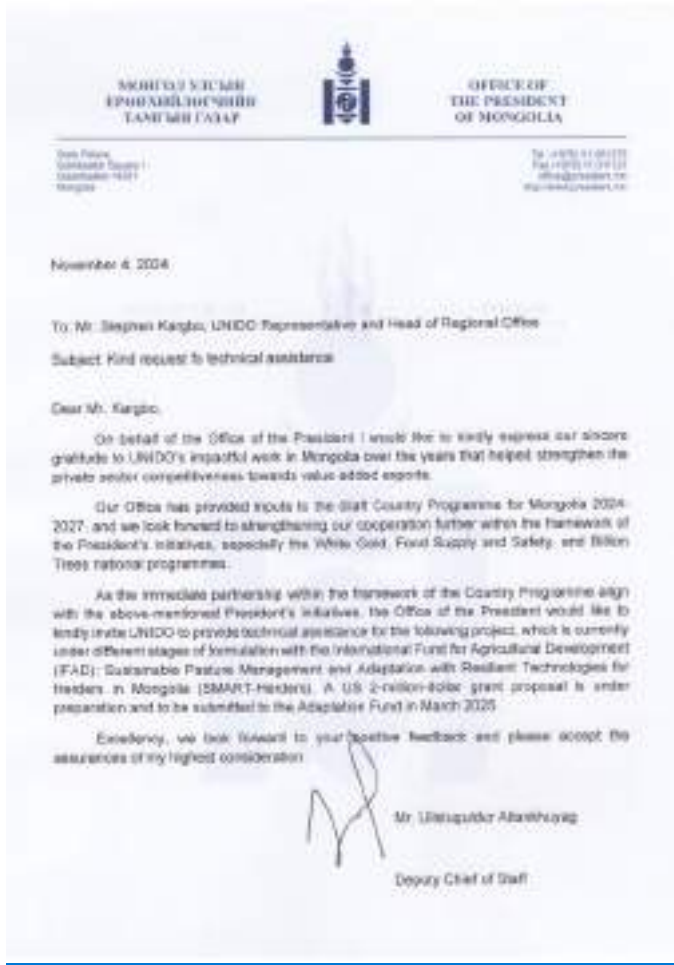 МОНГОЛ УЛСЫН
ЕРӨНХИЙЛӨГЧИЙН
ТАМГЫН ГАЗАР
OFFICE OF
THE PRESIDENT
OF MONGOLIA
State Palace
Mongolia
November 4, 2024
To: Mr. Stephen Kargbo, UNIDO Representative and Head of Regional Office
Subject: Kind request to technical assistance
Dear Mr. Kargbo,
On behalf of the Office of the President I would like to kindly express our sincere
gratitude to UNIDO's impactful work in Mongolia over the years that helped strengthen the
private sector competitiveness towards value added exports.
Our Office has provided inputs to the draft Country Programme for Mongolia 2024-
2027, and we look forward to strengthening our cooperation further within the framework of
the President's initiatives, especially the White Gold, Food Supply and Safety, and Billion
Trees national programmes.
As the immediate partnership within the framework of the Country Programme align
with the above-mentioned President's initiatives, the Office of the President would like to
kindly invite UNIDO to provide technical assistance for the following project, which is currently
under different stages of formulation with the International Fund for Agricultural Development
(IFAD): Sustainable Pasture Management and Adaptation with Resilient Technologies for
Herders in Mongolia (SMART-Herders). A US 2-million-dollar grant proposal is under
preparation and to be submitted to the Adaptation Fund in March 2025.
Excellency, we look forward to your positive feedback and please accept the
assurances of my highest consideration.
Mr.
Deputy Chief of Staff